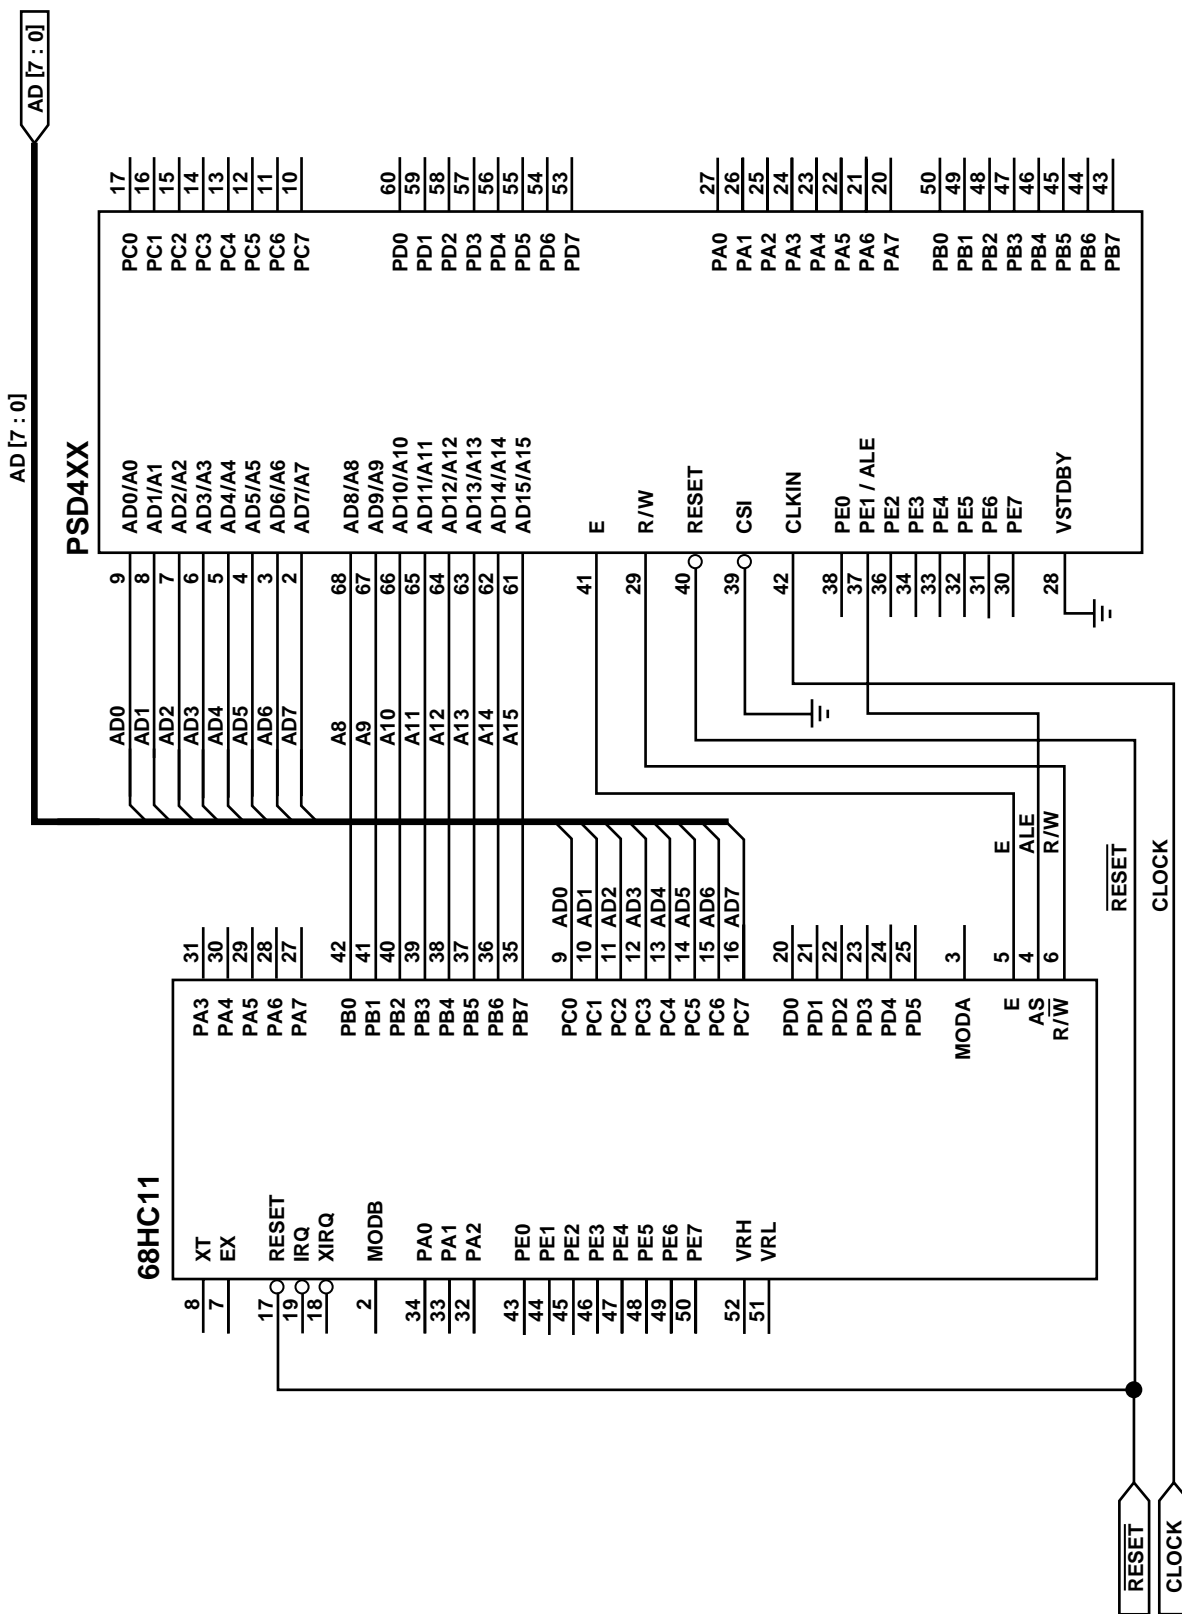 AD [7 : 0]
AD [7 : 0]
68HC11
8 XT
7 EX
17 RESET
19 IRQ
18 XIRQ
2 MODB
34 PA0
33 PA1
32 PA2
43 PE0
44 PE1
45 PE2
46 PE3
47 PE4
48 PE5
49 PE6
50 PE7
52 VRH
51 VRL
PA3 31
PA4 30
PA5 29
PA6 28
PA7 27
PB0 42
PB1 41
PB2 40
PB3 39
PB4 38
PB5 37
PB6 36
PB7 35
PC0 9 AD0
PC1 10 AD1
PC2 11 AD2
PC3 12 AD3
PC4 13 AD4
PC5 14 AD5
PC6 15 AD6
PC7 16 AD7
PD0 20
PD1 21
PD2 22
PD3 23
PD4 24
PD5 25
MODA 3
E 5 E
AS 4 ALE
R/W 6 R/W
PSD4XX
AD0 9 AD0/A0
AD1 8 AD1/A1
AD2 7 AD2/A2
AD3 6 AD3/A3
AD4 5 AD4/A4
AD5 4 AD5/A5
AD6 3 AD6/A6
AD7 2 AD7/A7
A8 68 AD8/A8
A9 67 AD9/A9
A10 66 AD10/A10
A11 65 AD11/A11
A12 64 AD12/A12
A13 63 AD13/A13
A14 62 AD14/A14
A15 61 AD15/A15
41 E
29 R/W
40 RESET
39 CSI
42 CLKIN
38 PE0
37 PE1 / ALE
36 PE2
34 PE3
33 PE4
32 PE5
31 PE6
30 PE7
28 VSTDBY
PC0 17
PC1 16
PC2 15
PC3 14
PC4 13
PC5 12
PC6 11
PC7 10
PD0 60
PD1 59
PD2 58
PD3 57
PD4 56
PD5 55
PD6 54
PD7 53
PA0 27
PA1 26
PA2 25
PA3 24
PA4 23
PA5 22
PA6 21
PA7 20
PB0 50
PB1 49
PB2 48
PB3 47
PB4 46
PB5 45
PB6 44
PB7 43
RESET RESET
CLOCK CLOCK